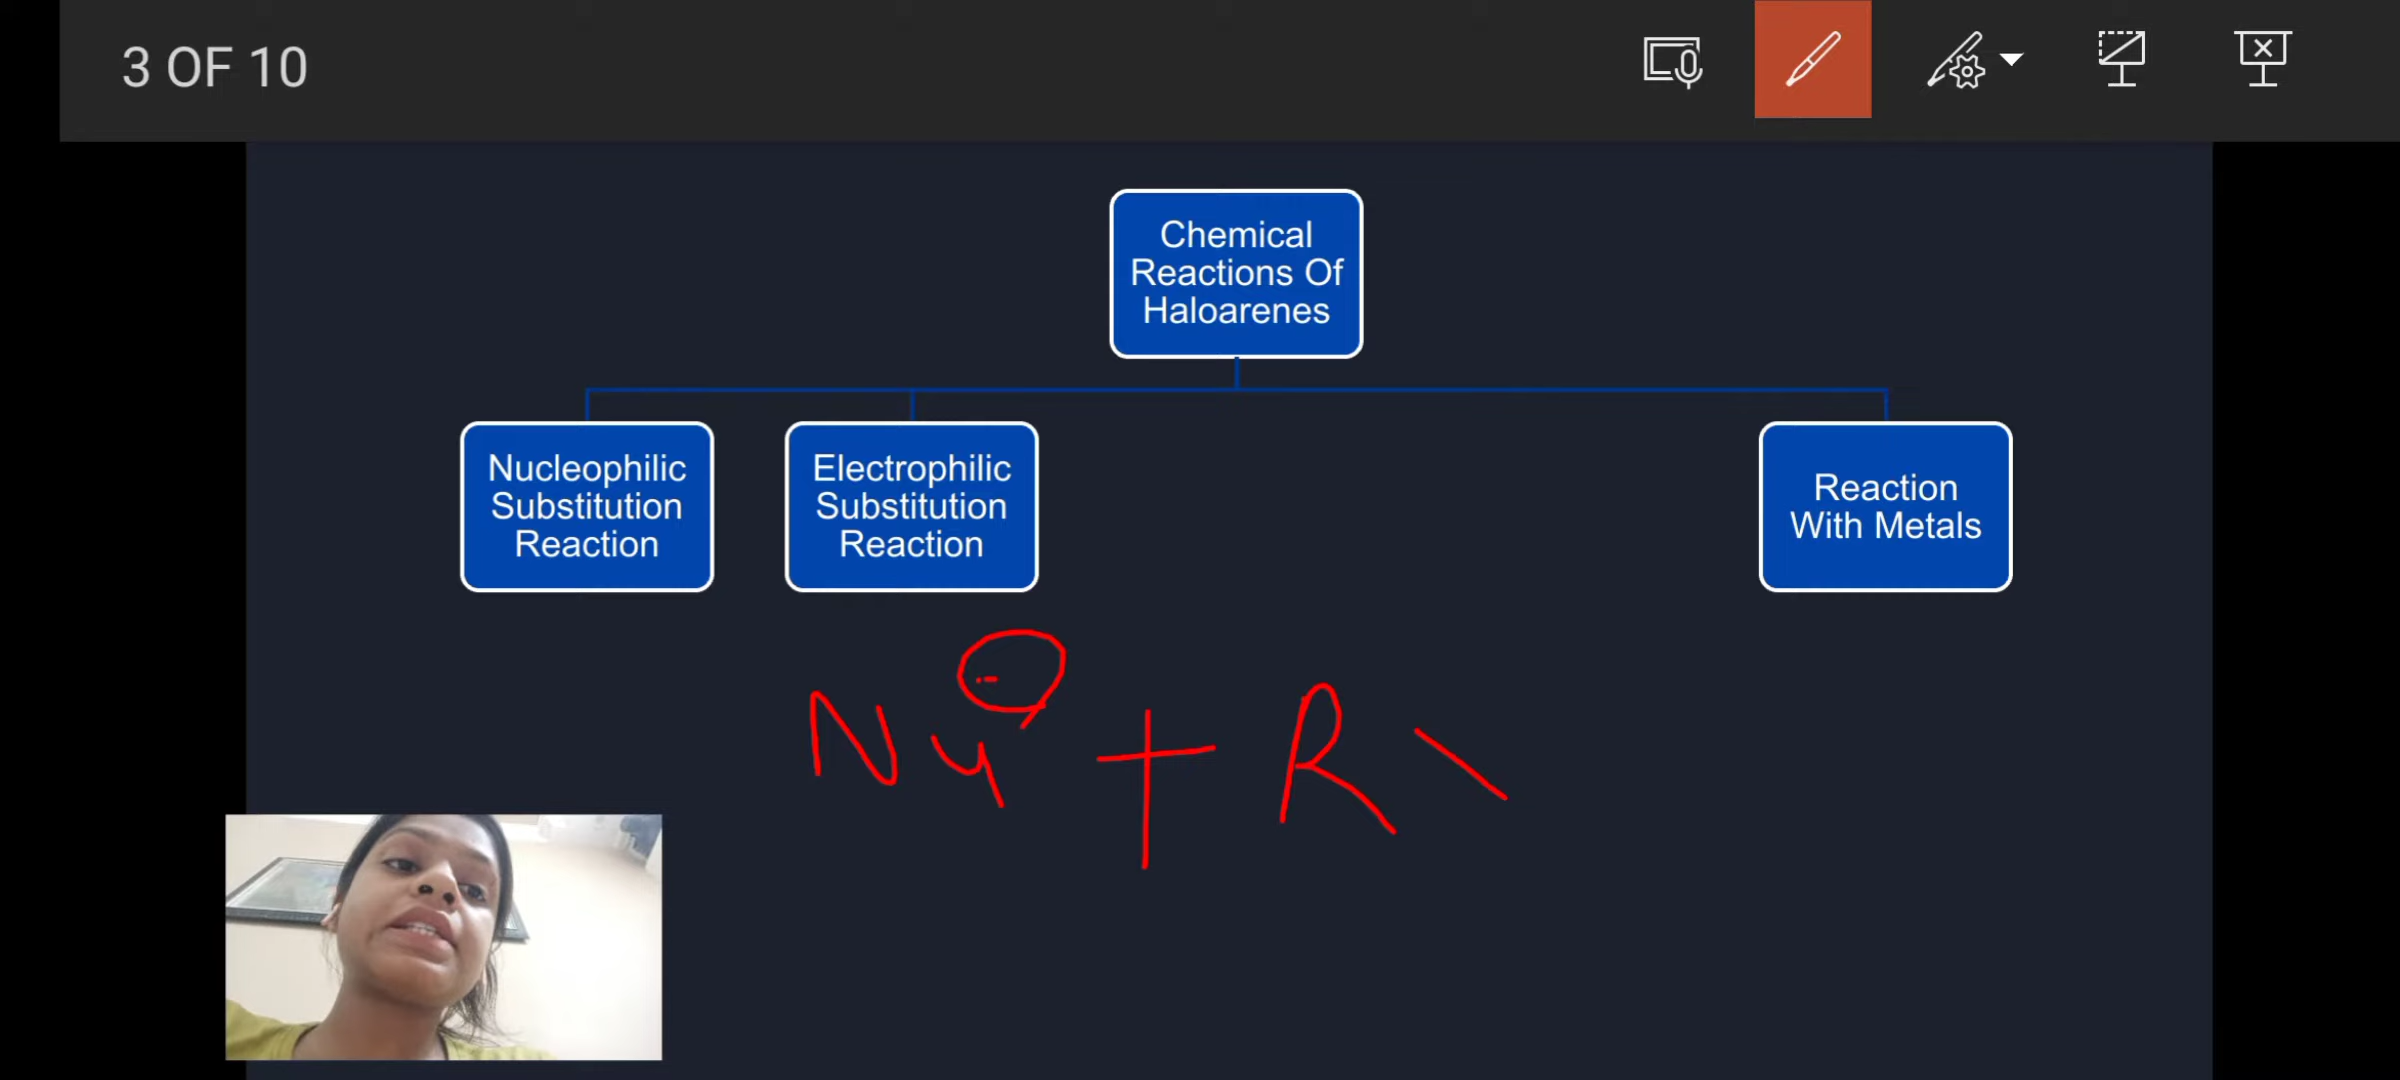 3 OF 10
Chemical
Reactions Of
Haloarenes
Nucleophilic
Substitution
Reaction
Electrophilic
Substitution
Reaction
Reaction
With Metals
Nu⁻ + R